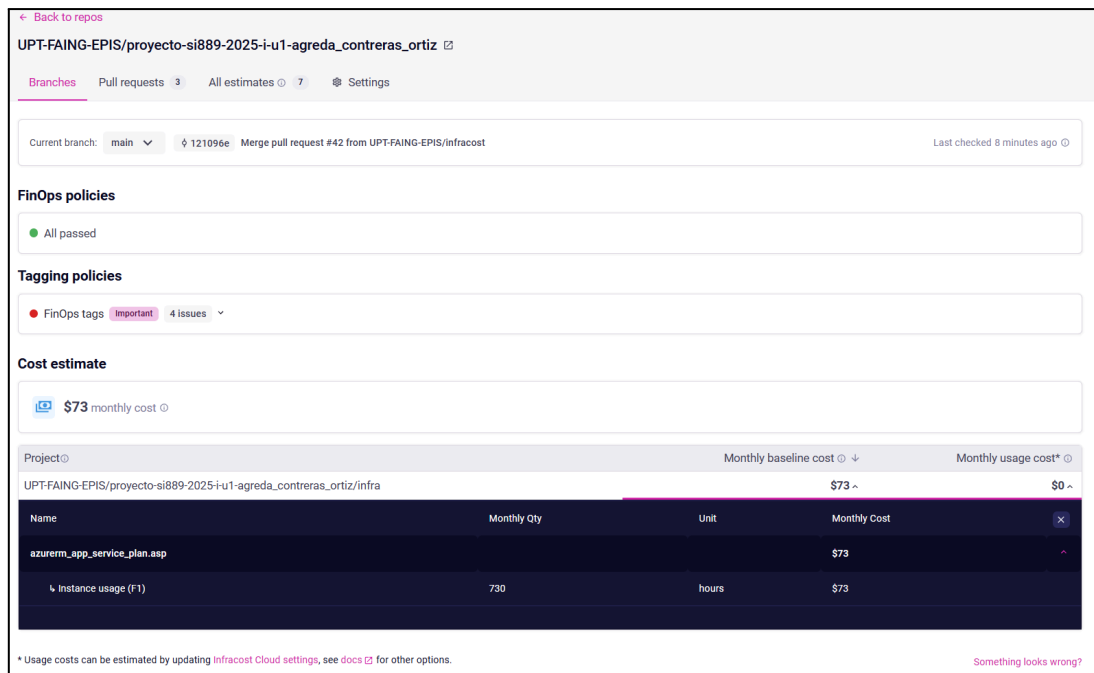 ← Back to repos
UPT-FAING-EPIS/proyecto-si889-2025-i-u1-agreda_contreras_ortiz
Branches Pull requests 3 All estimates 7 Settings
Current branch: main 121096e Merge pull request #42 from UPT-FAING-EPIS/infracost Last checked 8 minutes ago
FinOps policies
All passed
Tagging policies
FinOps tags Important 4 issues
Cost estimate
$73 monthly cost
Project Monthly baseline cost ↓ Monthly usage cost*
UPT-FAING-EPIS/proyecto-si889-2025-i-u1-agreda_contreras_ortiz/infra $73 $0
Name Monthly Qty Unit Monthly Cost
azurerm_app_service_plan.asp $73
↳ Instance usage (F1) 730 hours $73
* Usage costs can be estimated by updating Infracost Cloud settings, see docs for other options.
Something looks wrong?